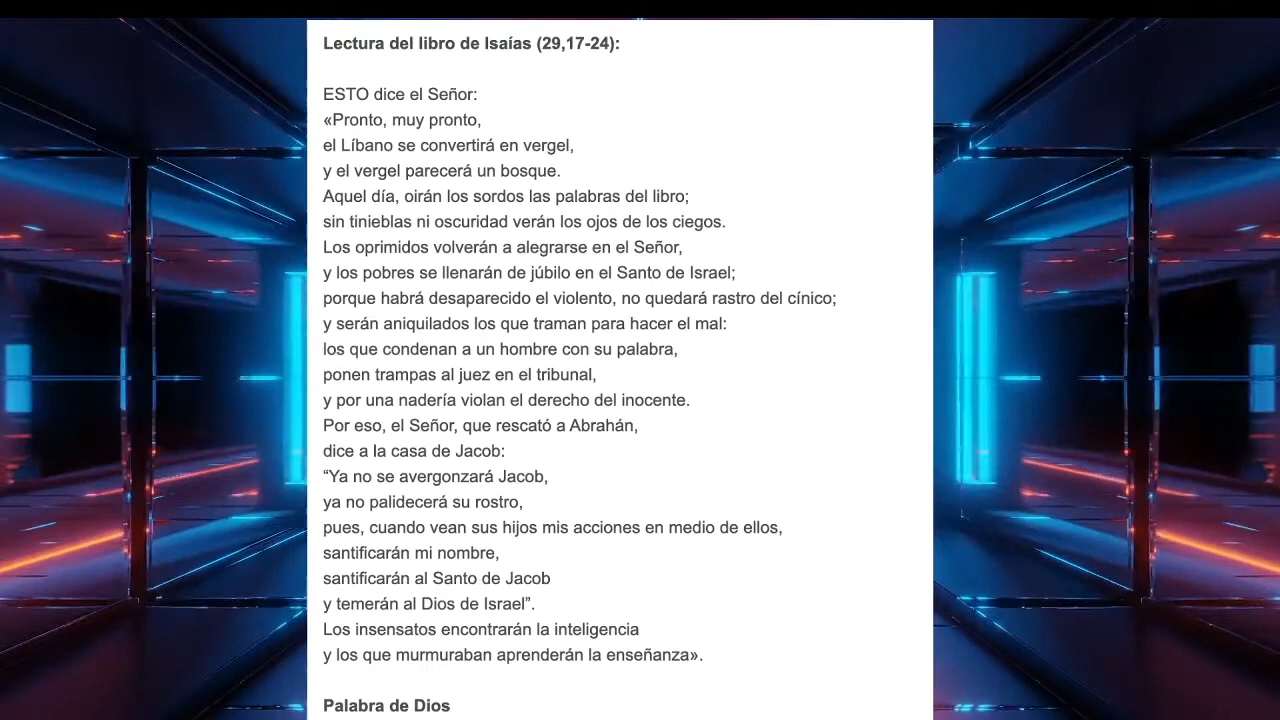 Lectura del libro de Isaías (29,17-24):
ESTO dice el Señor:
«Pronto, muy pronto,
el Líbano se convertirá en vergel,
y el vergel parecerá un bosque.
Aquel día, oirán los sordos las palabras del libro;
sin tinieblas ni oscuridad verán los ojos de los ciegos.
Los oprimidos volverán a alegrarse en el Señor,
y los pobres se llenarán de júbilo en el Santo de Israel;
porque habrá desaparecido el violento, no quedará rastro del cínico;
y serán aniquilados los que traman para hacer el mal:
los que condenan a un hombre con su palabra,
ponen trampas al juez en el tribunal,
y por una nadería violan el derecho del inocente.
Por eso, el Señor, que rescató a Abrahán,
dice a la casa de Jacob:
“Ya no se avergonzará Jacob,
ya no palidecerá su rostro,
pues, cuando vean sus hijos mis acciones en medio de ellos,
santificarán mi nombre,
santificarán al Santo de Jacob
y temerán al Dios de Israel”.
Los insensatos encontrarán la inteligencia
y los que murmuraban aprenderán la enseñanza».
Palabra de Dios